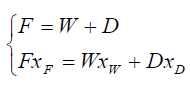 F = W + D
Fx_F = Wx_W + Dx_D